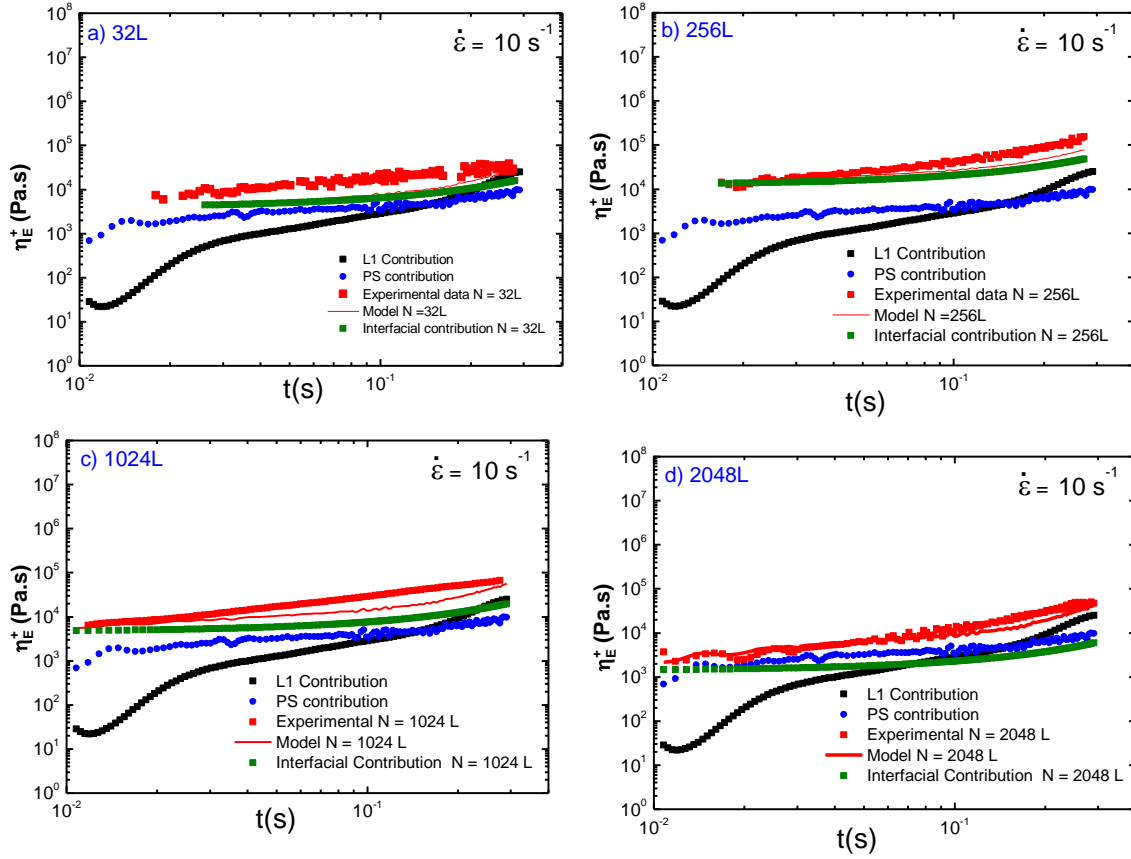 a) 32L
ε̇ = 10 s⁻¹
10⁸
10⁷
10⁶
10⁵
10⁴
10³
10²
10¹
10⁰
η⁺E (Pa.s)
L1 Contribution
PS contribution
Experimental data N = 32L
Model N =32L
Interfacial contribution N = 32L
10⁻² 10⁻¹
t(s)
b) 256L
ε̇ = 10 s⁻¹
10⁸
10⁷
10⁶
10⁵
10⁴
10³
10²
10¹
10⁰
η⁺E (Pa.s)
L1 Contribution
PS contribution
Experimental data N = 256L
Model N =256L
Interfacial contribution N = 256L
10⁻² 10⁻¹
t(s)
c) 1024L
ε̇ = 10 s⁻¹
10⁸
10⁷
10⁶
10⁵
10⁴
10³
10²
10¹
10⁰
η⁺E (Pa.s)
L1 Contribution
PS contribution
Experimental N = 1024 L
Model N = 1024 L
Interfacial Contribution N = 1024 L
10⁻² 10⁻¹
t(s)
d) 2048L
ε̇ = 10 s⁻¹
10⁸
10⁷
10⁶
10⁵
10⁴
10³
10²
10¹
10⁰
η⁺E (Pa.s)
L1 Contribution
PS contribution
Experimental N = 2048 L
Model N = 2048 L
Interfacial Contribution N = 2048 L
10⁻² 10⁻¹
t(s)